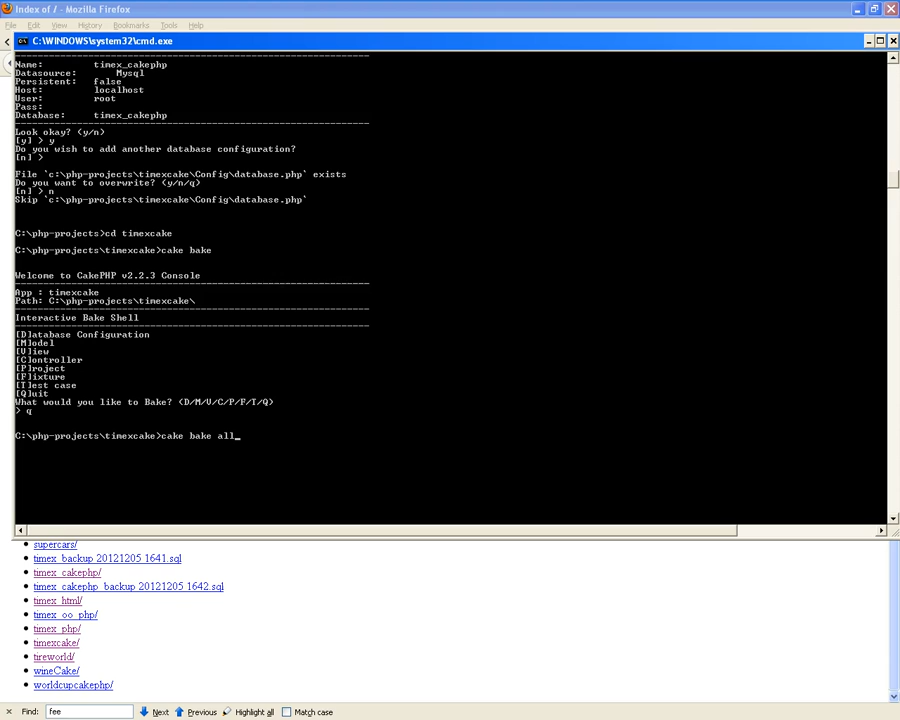 Index of / - Mozilla Firefox
File Edit View History Bookmarks Tools Help
C:\WINDOWS\system32\cmd.exe
Name: timex_cakephp
Datasource: Mysql
Persistent: false
Host: localhost
User: root
Pass:
Database: timex_cakephp
Look okay? (y/n)
[y] > y
Do you wish to add another database configuration?
[n] >
File `c:\php-projects\timexcake\Config\database.php` exists
Do you want to overwrite? (y/n/q)
[n] > n
Skip `c:\php-projects\timexcake\Config\database.php`
C:\php-projects>cd timexcake
C:\php-projects\timexcake>cake bake
Welcome to CakePHP v2.2.3 Console
App : timexcake
Path: C:\php-projects\timexcake\
Interactive Bake Shell
[D]atabase Configuration
[M]odel
[V]iew
[C]ontroller
[P]roject
[F]ixture
[T]est case
[Q]uit
What would you like to Bake? (D/M/V/C/P/F/T/Q)
> q
C:\php-projects\timexcake>cake bake all_
supercars/
timex_backup 20121205 1641.sql
timex_cakephp/
timex_cakephp_backup 20121205 1642.sql
timex_html/
timex_oo_php/
timex_php/
timexcake/
tireworld/
wineCake/
worldcupcakephp/
Find: fee Next Previous Highlight all Match case